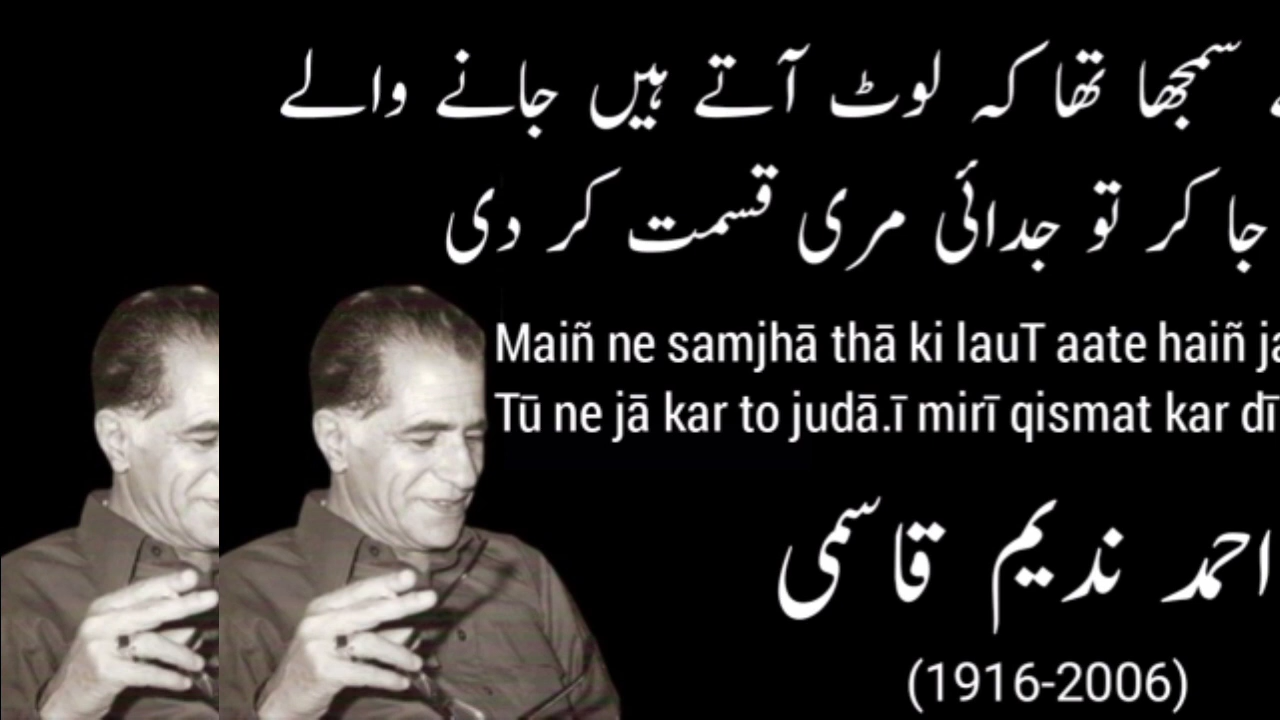 سمجھا تھا کہ لوٹ آتے ہیں جانے والے
جا کر تو جدائی مری قسمت کر دی
Maiñ ne samjhā thā ki lauT aate haiñ
Tū ne jā kar to judā.ī mirī qismat kar dī
احمد ندیم قاسمی
(1916-2006)